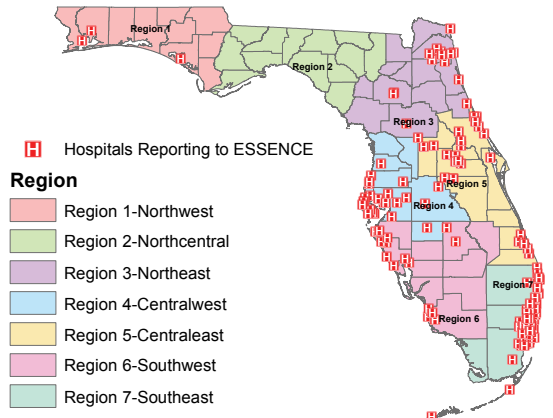 Region 1
Region 2
Region 3
Region 4
Region 5
Region 6
Region 7
H Hospitals Reporting to ESSENCE
Region
Region 1-Northwest
Region 2-Northcentral
Region 3-Northeast
Region 4-Centralwest
Region 5-Centraleast
Region 6-Southwest
Region 7-Southeast